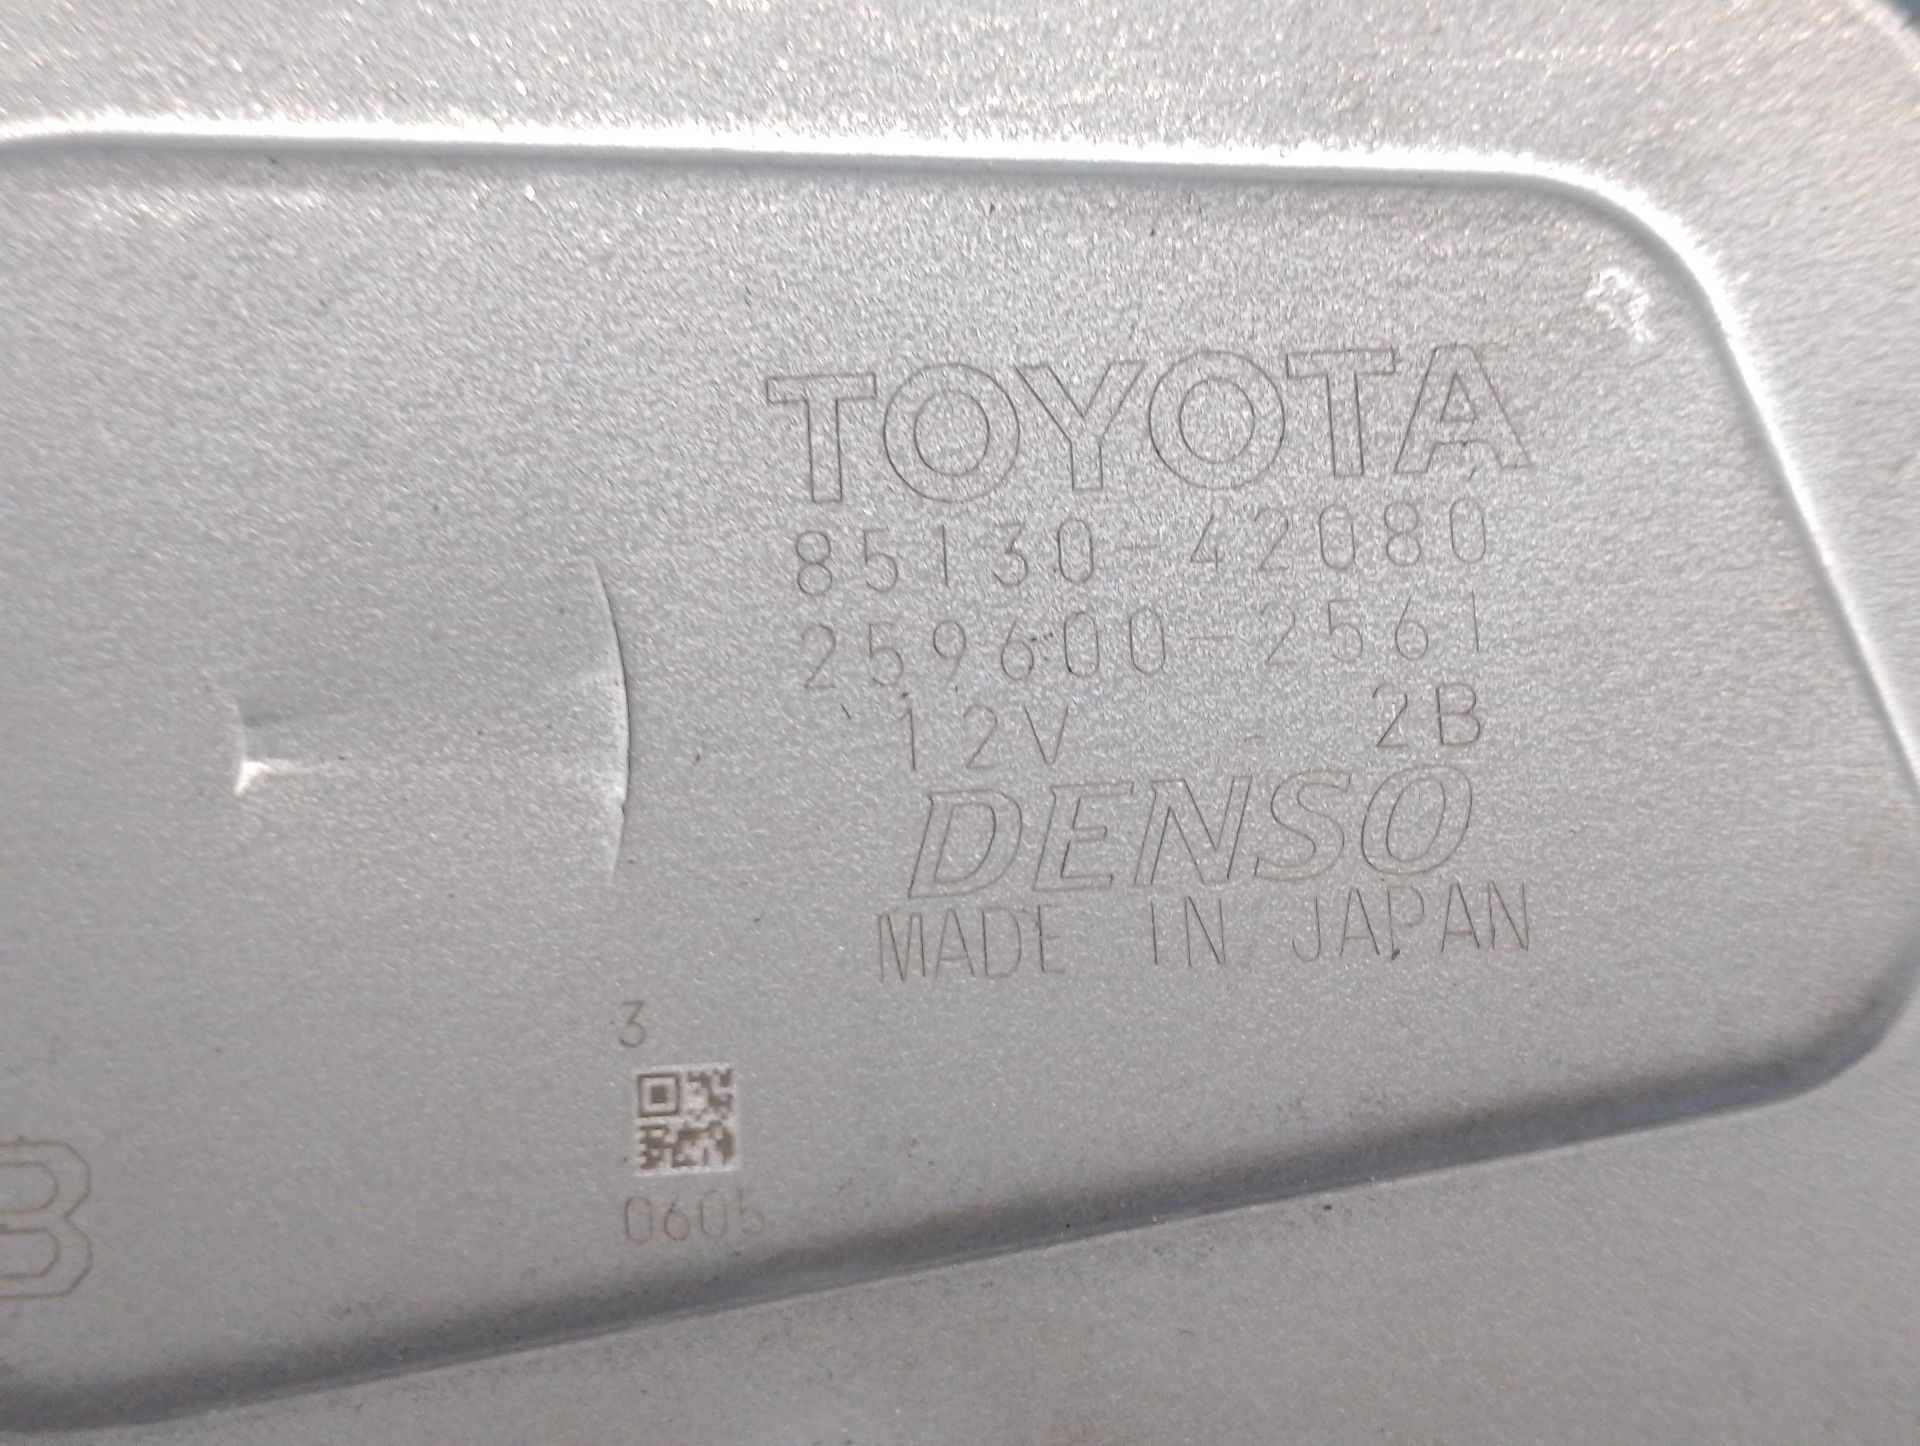 TOYOTA
85130-42080
259600-2561
12V 2B
DENSO
MADE IN JAPAN
3
0605
B